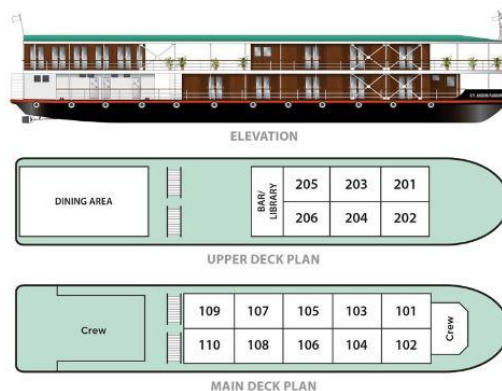 ELEVATION
DINING AREA
BAR/
LIBRARY
205 203 201
206 204 202
UPPER DECK PLAN
Crew
109 107 105 103 101
110 108 106 104 102
Crew
MAIN DECK PLAN